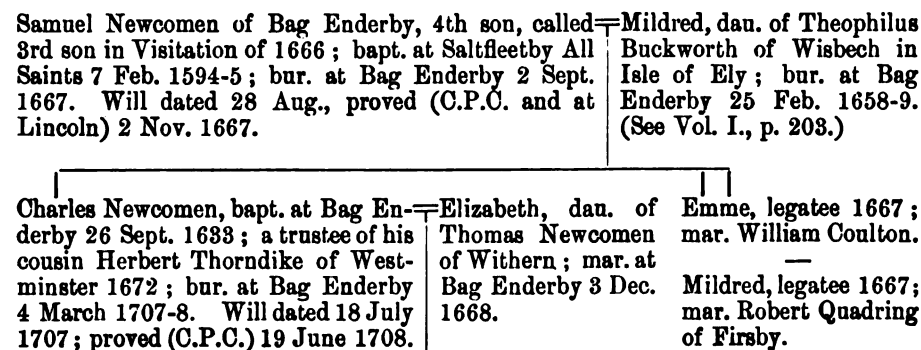 Samuel Newcomen of Bag Enderby, 4th son, called
3rd son in Visitation of 1666 ; bapt. at Saltfleetby All
Saints 7 Feb. 1594-5 ; bur. at Bag Enderby 2 Sept.
1667. Will dated 28 Aug., proved (C.P.C. and at
Lincoln) 2 Nov. 1667.
Mildred, dau. of Theophilus
Buckworth of Wisbech in
Isle of Ely ; bur. at Bag
Enderby 25 Feb. 1658-9.
(See Vol. I., p. 203.)
Charles Newcomen, bapt. at Bag En-
derby 26 Sept. 1633 ; a trustee of his
cousin Herbert Thorndike of West-
minster 1672 ; bur. at Bag Enderby
4 March 1707-8. Will dated 18 July
1707 ; proved (C.P.C.) 19 June 1708.
Elizabeth, dau. of
Thomas Newcomen
of Withern ; mar. at
Bag Enderby 3 Dec.
1668.
Emme, legatee 1667 ;
mar. William Coulton.
—
Mildred, legatee 1667;
mar. Robert Quadring
of Firsby.